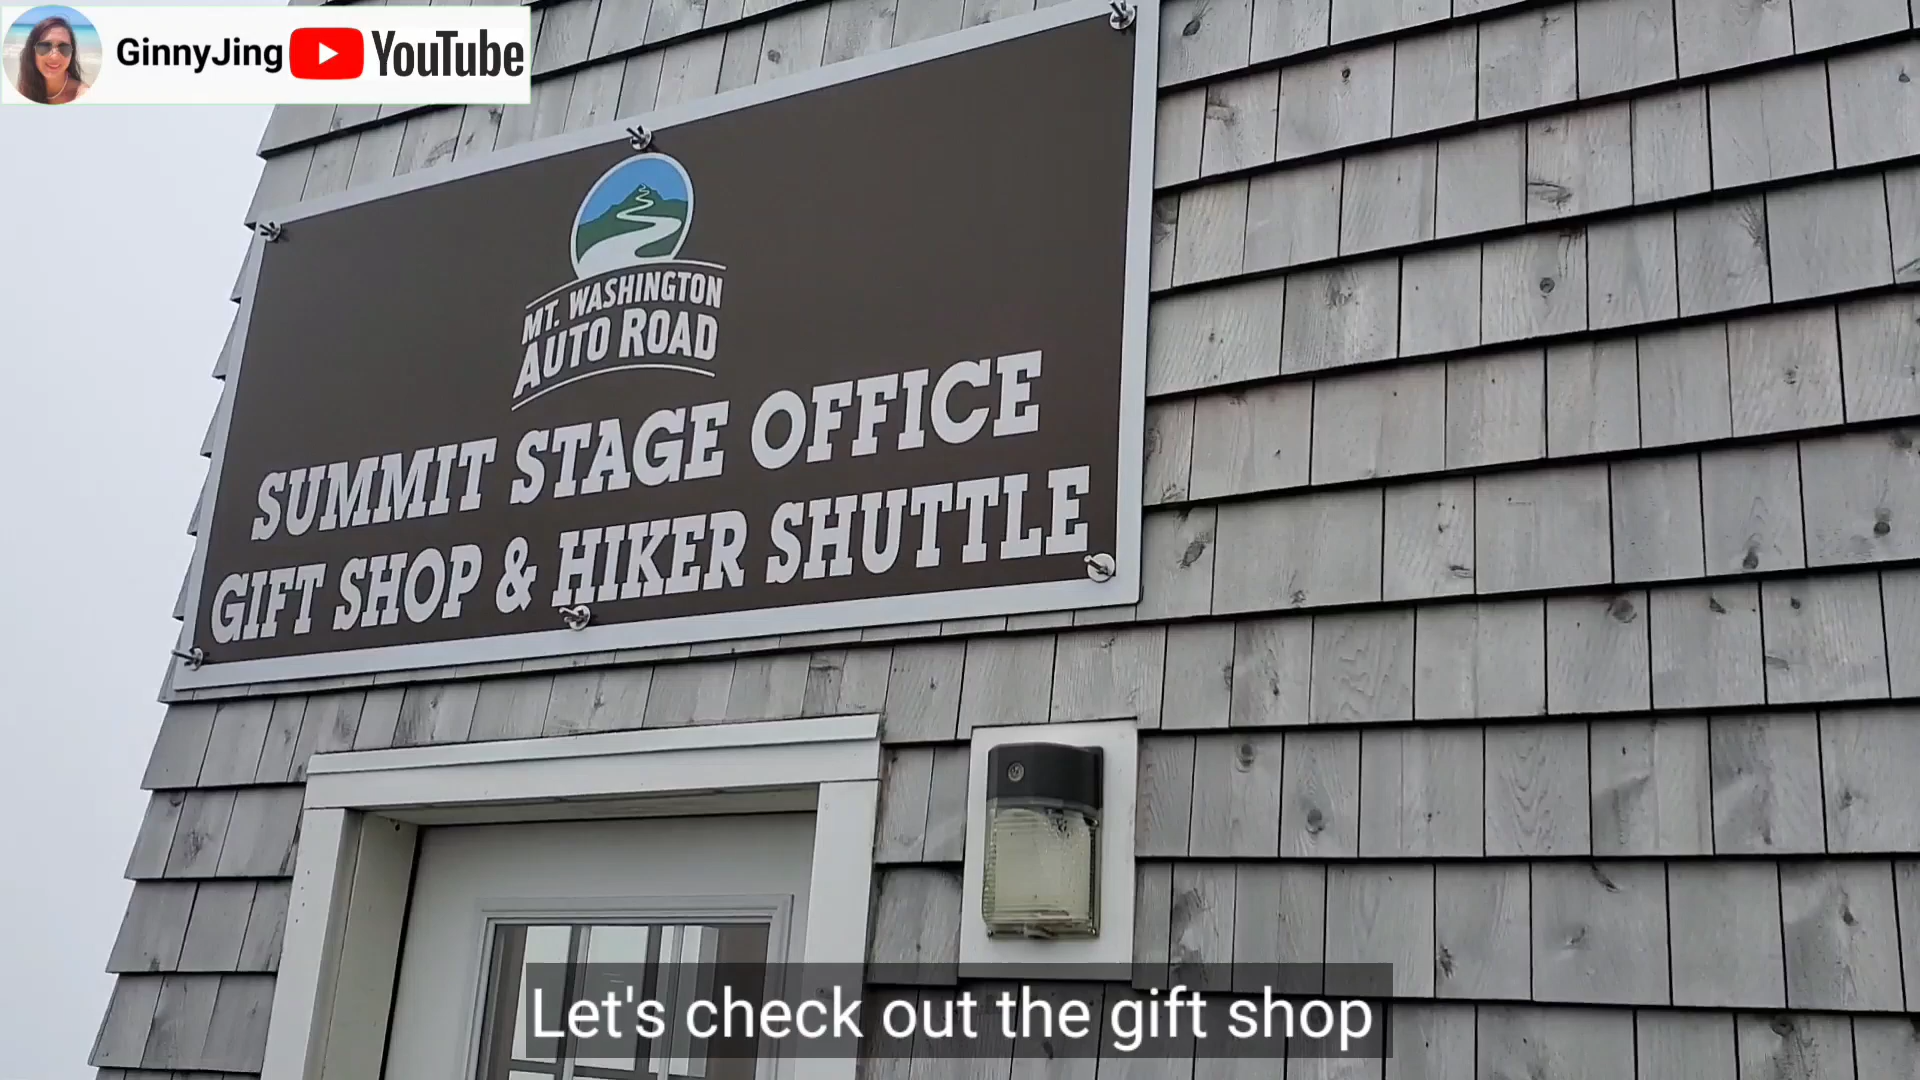 GinnyJing YouTube
MT. WASHINGTON
AUTO ROAD
SUMMIT STAGE OFFICE
GIFT SHOP & HIKER SHUTTLE
Let's check out the gift shop